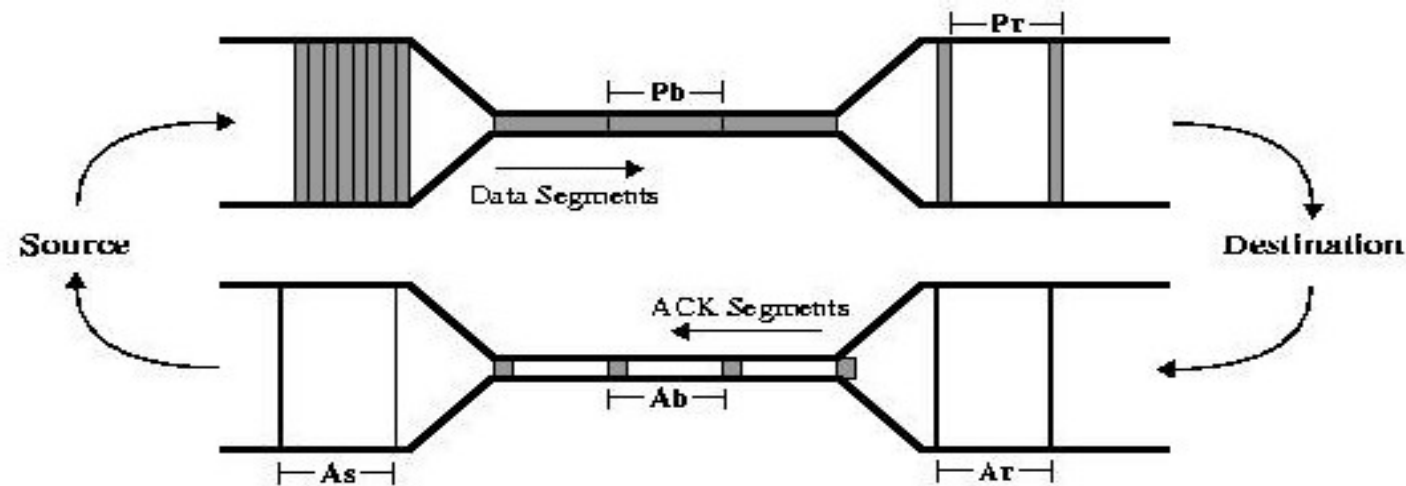 Pr
Pb
Data Segments
Source
Destination
ACK Segments
Ab
As
Ar